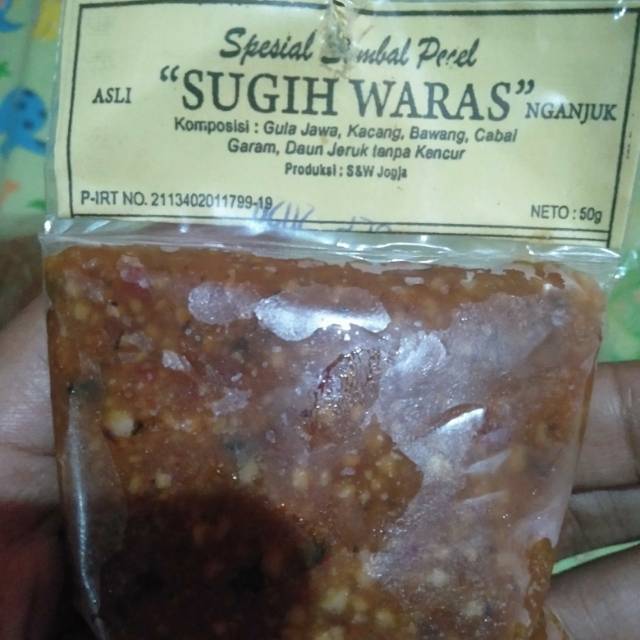 Spesial Sambal Pecel
ASLI "SUGIH WARAS" NGANJUK
Komposisi : Gula Jawa, Kacang, Bawang, Cabai
Garam, Daun Jeruk tanpa Kencur
Produksi : S&W Jogja
P-IRT NO. 2113402011799-19
NETO : 50g